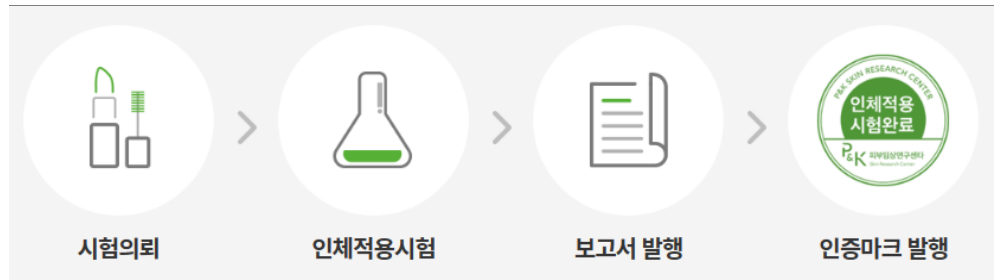 P&K SKIN RESEARCH CENTER
인체적용
시험완료
P&K 피부임상연구센타
Skin Research Center
시험의뢰
인체적용시험
보고서 발행
인증마크 발행